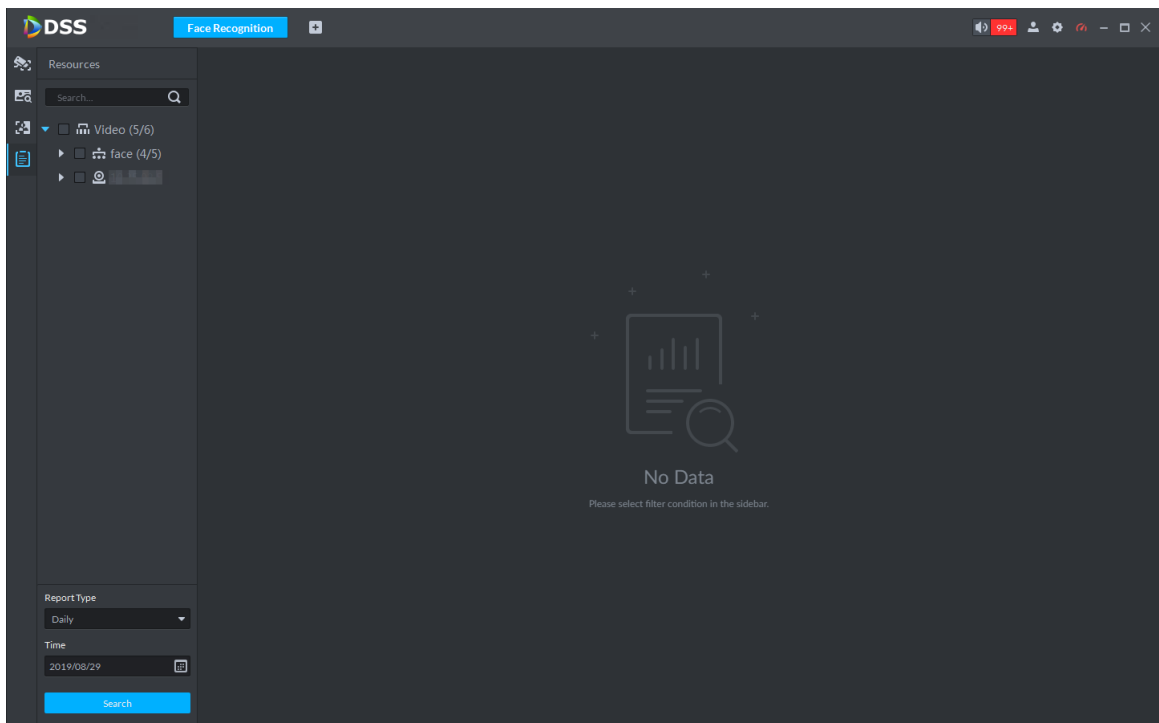 DSS
Face Recognition
99+
Resources
Search...
Video (5/6)
face (4/5)
No Data
Please select filter condition in the sidebar.
Report Type
Daily
Time
2019/08/29
Search